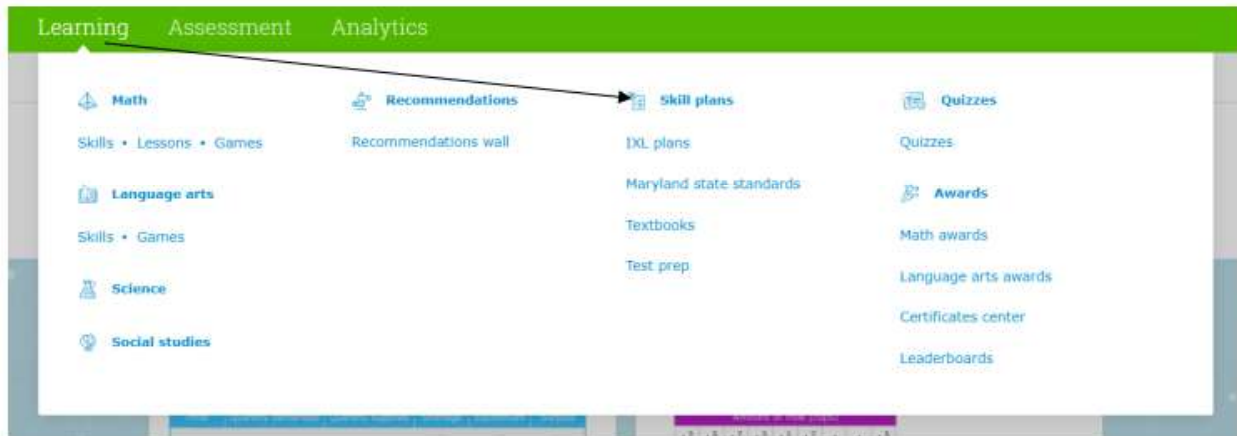 Learning Assessment Analytics
Math
Skills • Lessons • Games
Language arts
Skills • Games
Science
Social studies
Recommendations
Recommendations wall
Skill plans
IXL plans
Maryland state standards
Textbooks
Test prep
Quizzes
Quizzes
Awards
Math awards
Language arts awards
Certificates center
Leaderboards